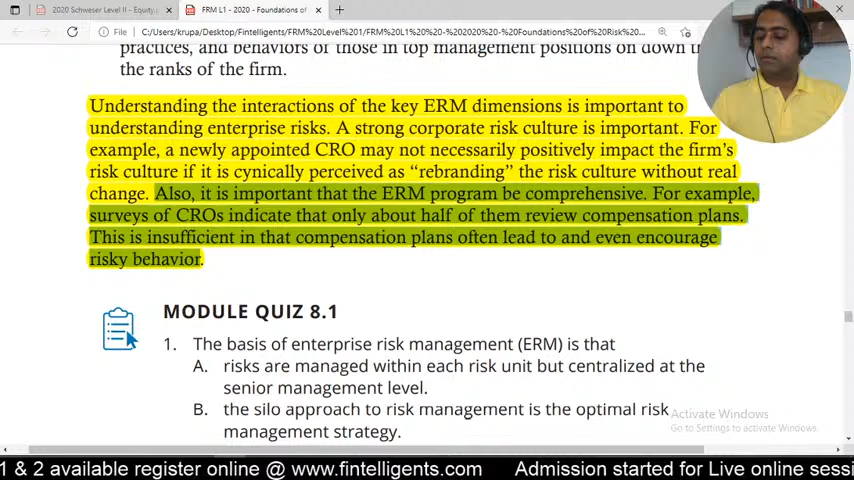 2020 Schweser Level II - Equity
FRM L1 - 2020 - Foundations of
File
C:/Users/krupa/Desktop/Fintelligents/FRM%20Level%201/FRM%20L1%20%20-%202020%20-%20Foundations%20of%20Risk%20M...
practices, and behaviors of those in top management positions on down
the ranks of the firm.
Understanding the interactions of the key ERM dimensions is important to
understanding enterprise risks. A strong corporate risk culture is important. For
example, a newly appointed CRO may not necessarily positively impact the firm's
risk culture if it is cynically perceived as “rebranding” the risk culture without real
change. Also, it is important that the ERM program be comprehensive. For example,
surveys of CROs indicate that only about half of them review compensation plans.
This is insufficient in that compensation plans often lead to and even encourage
risky behavior.
MODULE QUIZ 8.1
1. The basis of enterprise risk management (ERM) is that
A. risks are managed within each risk unit but centralized at the
senior management level.
B. the silo approach to risk management is the optimal risk
management strategy.
Activate Windows
Go to Settings to activate Windows.
1 & 2 available register online @ www.fintelligents.com Admission started for Live online sessi